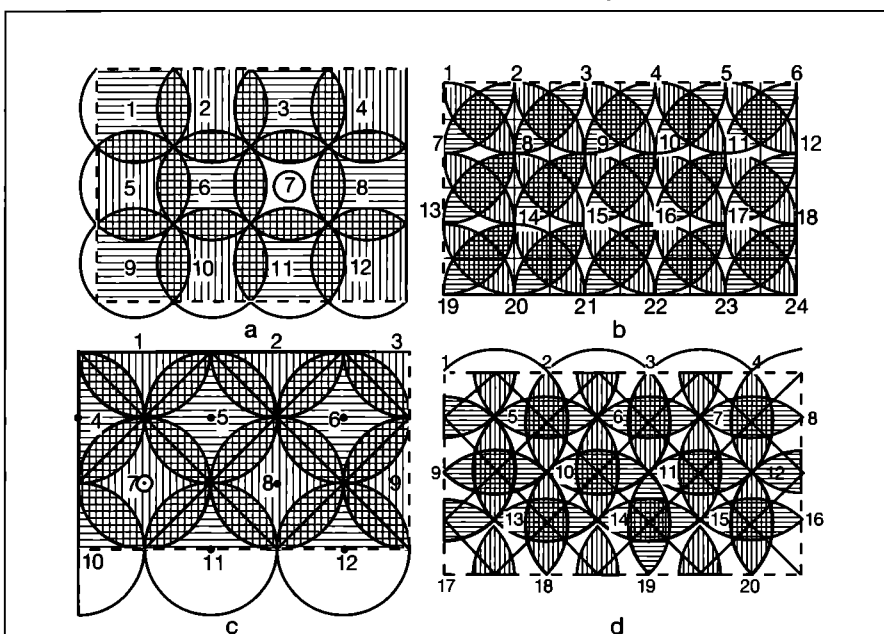 1 2 3 4
5 6 7 8
9 10 11 12
a
1 2 3 4 5 6
7 8 9 10 11 12
13 14 15 16 17 18
19 20 21 22 23 24
b
1 2 3
4 5 6
7 8 9
10 11 12
c
1 2 3 4
5 6 7 8
9 10 11 12
13 14 15 16
17 18 19 20
d